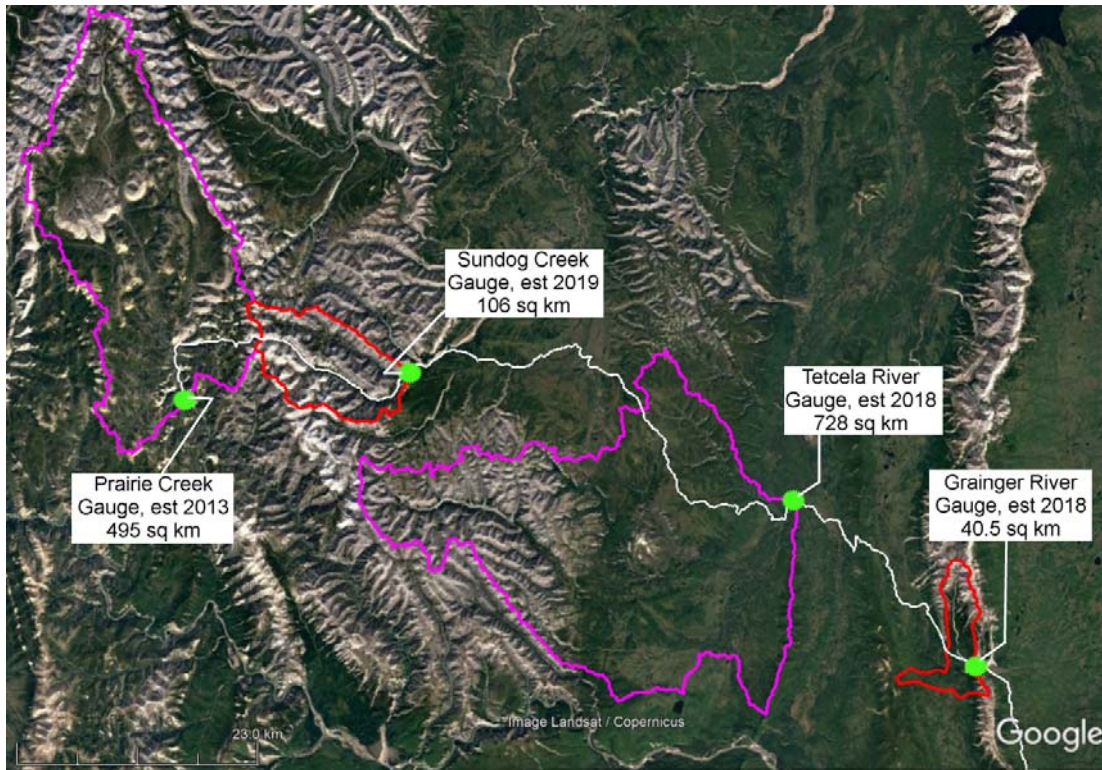 Sundog Creek
Gauge, est 2019
106 sq km
Tetcela River
Gauge, est 2018
728 sq km
Prairie Creek
Gauge, est 2013
495 sq km
Grainger River
Gauge, est 2018
40.5 sq km
Image Landsat / Copernicus
23.0 km
Google